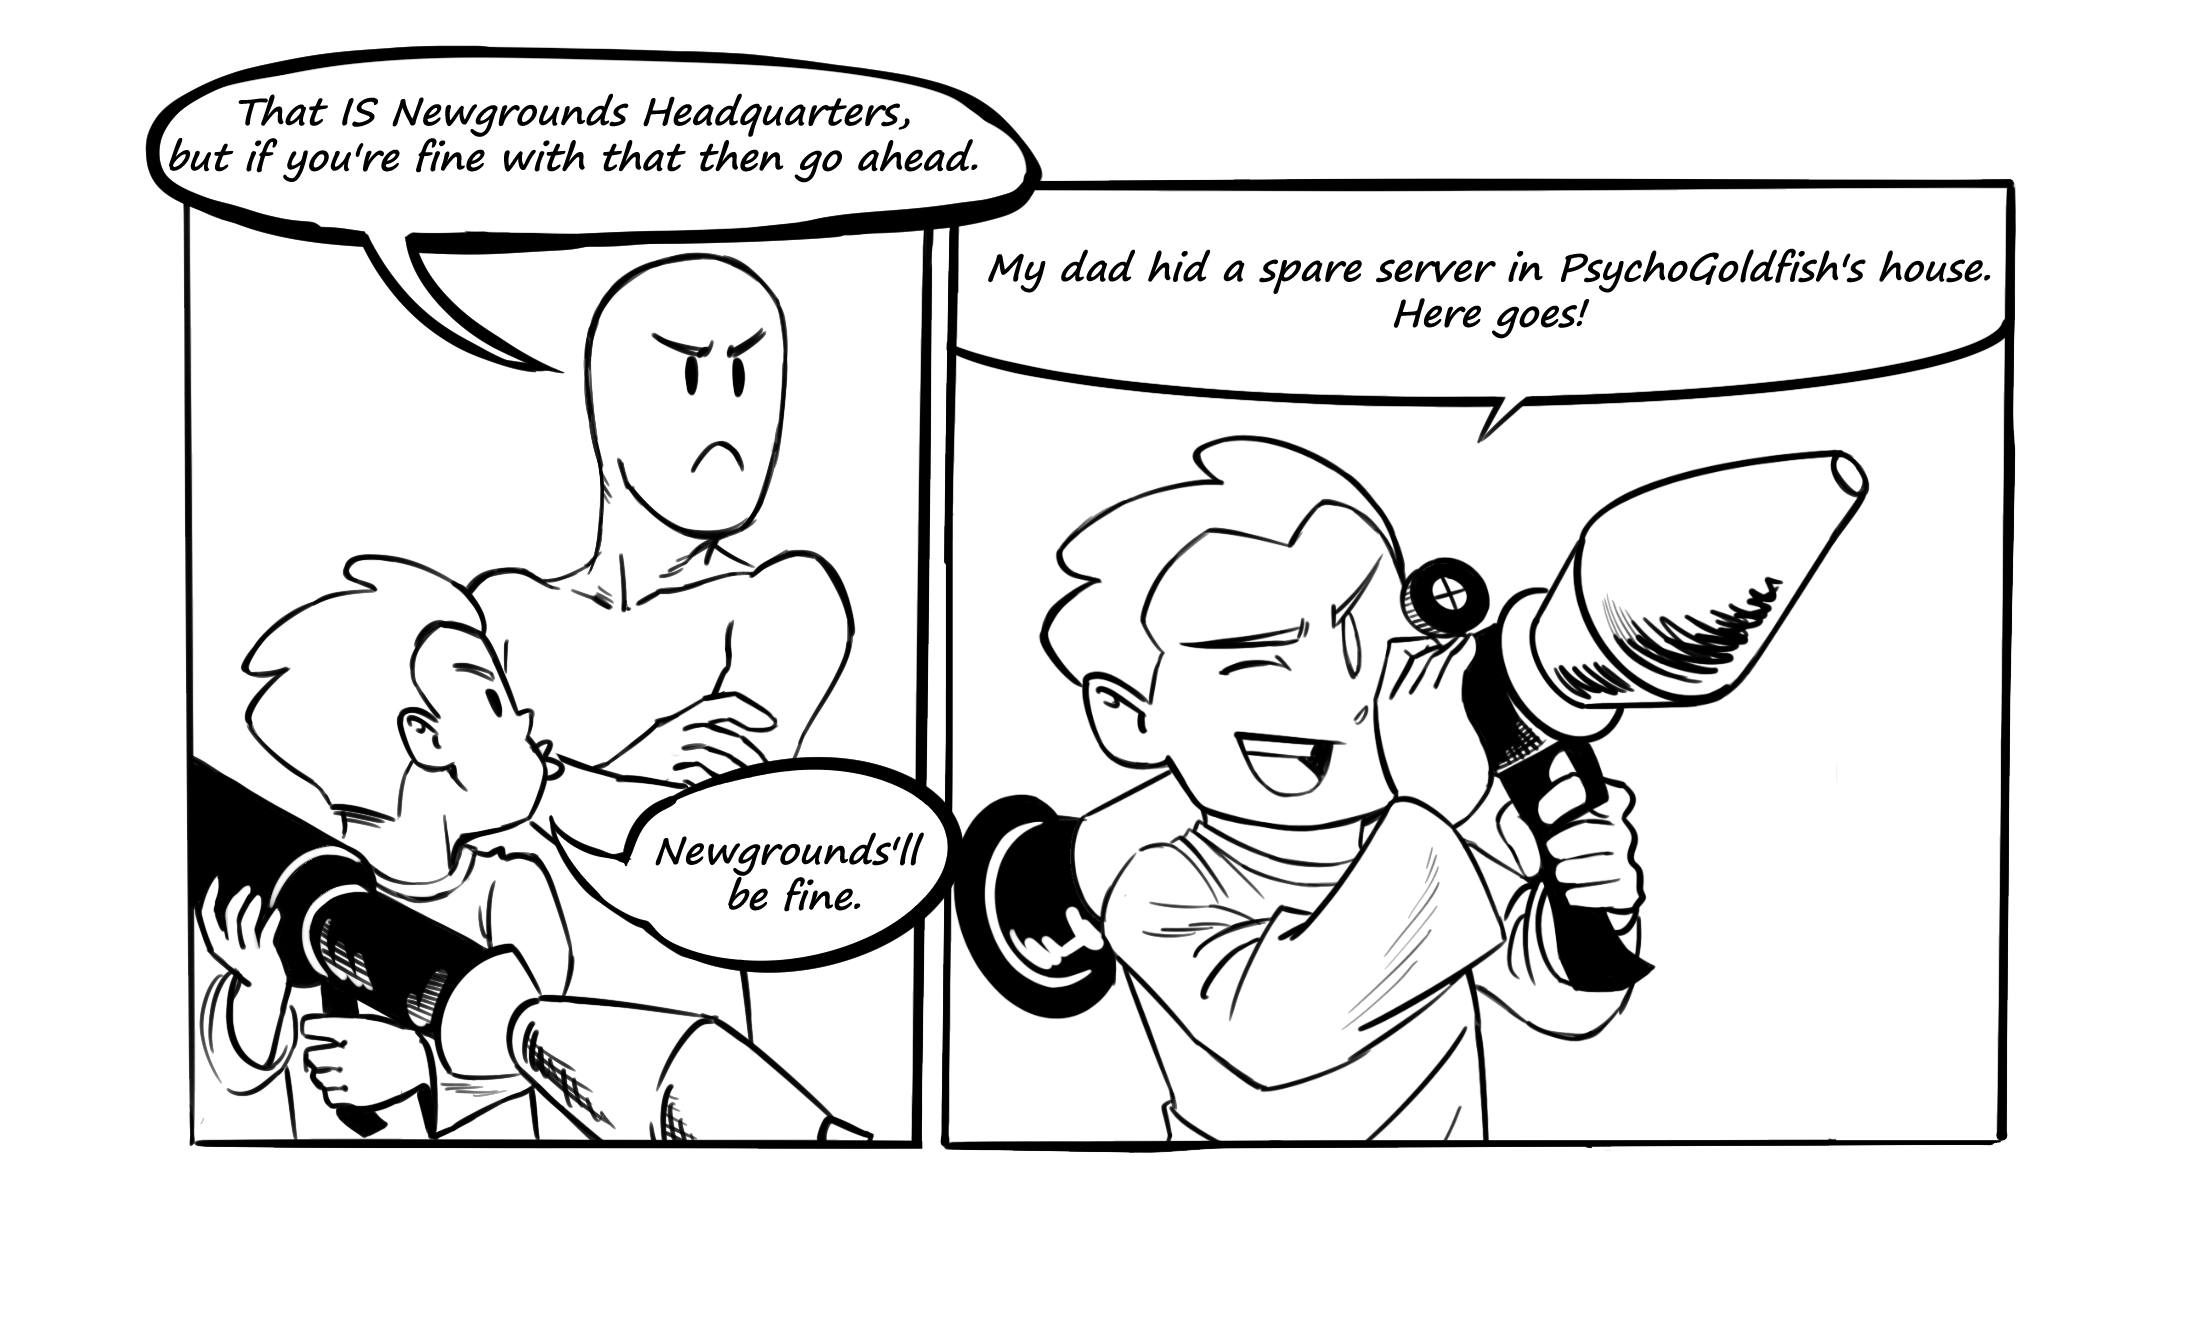 That IS Newgrounds Headquarters,
but if you're fine with that then go ahead.
Newgrounds'll
be fine.
My dad hid a spare server in PsychoGoldfish's house.
Here goes!